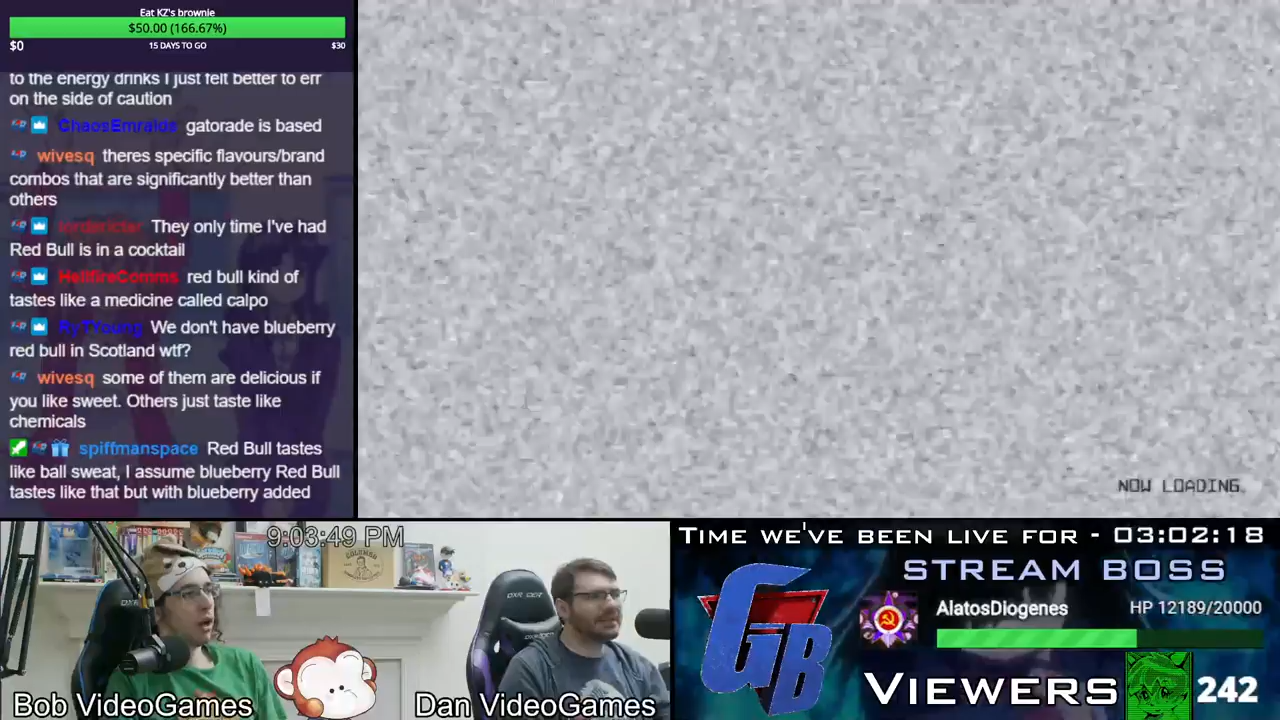 Eat KZ's brownie
$50.00 (166.67%)
$0
15 DAYS TO GO
$30
to the energy drinks I just felt better to err
on the side of caution
ChaosEmralds gatorade is based
wivesq theres specific flavours/brand
combos that are significantly better than
others
They only time I've had
Red Bull is in a cocktail
HellfireComms red bull kind of
tastes like a medicine called calpo
RyTYoung We don't have blueberry
red bull in Scotland wtf?
wivesq some of them are delicious if
you like sweet. Others just taste like
chemicals
spiffmanspace Red Bull tastes
like ball sweat, I assume blueberry Red Bull
tastes like that but with blueberry added
NOW LOADING.
9:03:49 PM
Bob VideoGames
Dan VideoGames
TIME WE'VE BEEN LIVE FOR - 03:02:18
STREAM BOSS
AlatosDiogenes
HP 12189/20000
GB
VIEWERS
242